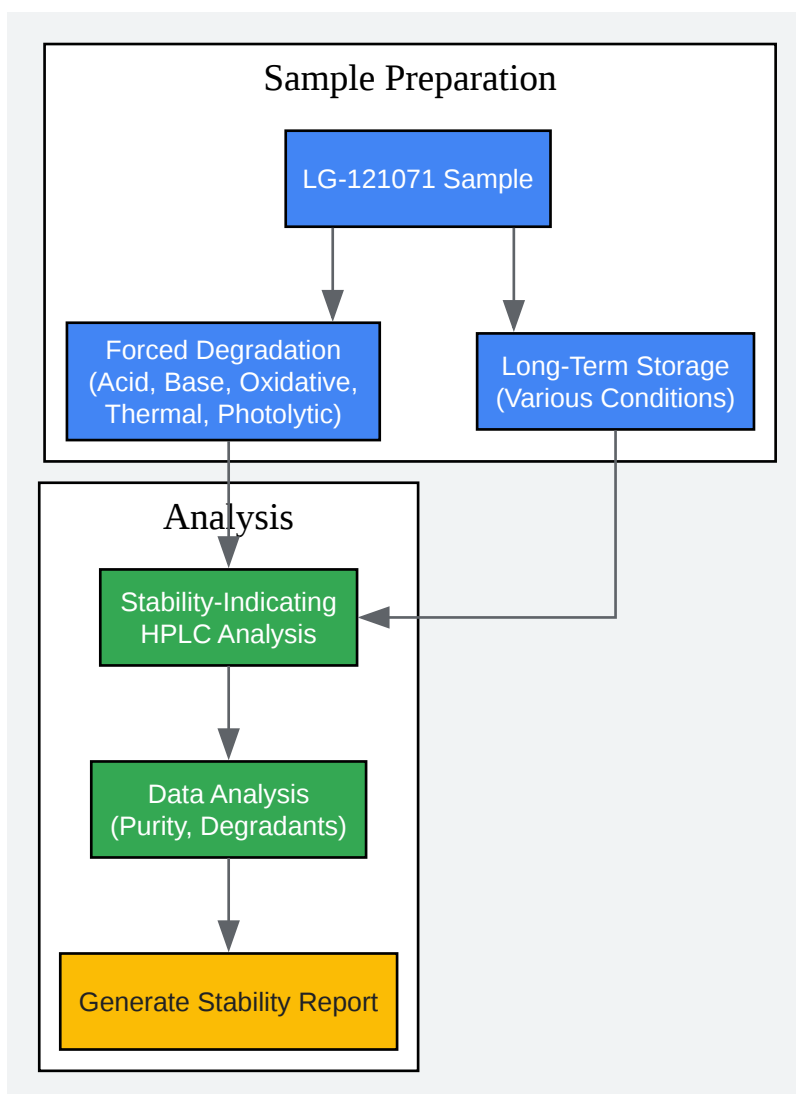 Sample Preparation
LG-121071 Sample
Forced Degradation
(Acid, Base, Oxidative,
Thermal, Photolytic)
Long-Term Storage
(Various Conditions)
Analysis
Stability-Indicating
HPLC Analysis
Data Analysis
(Purity, Degradants)
Generate Stability Report